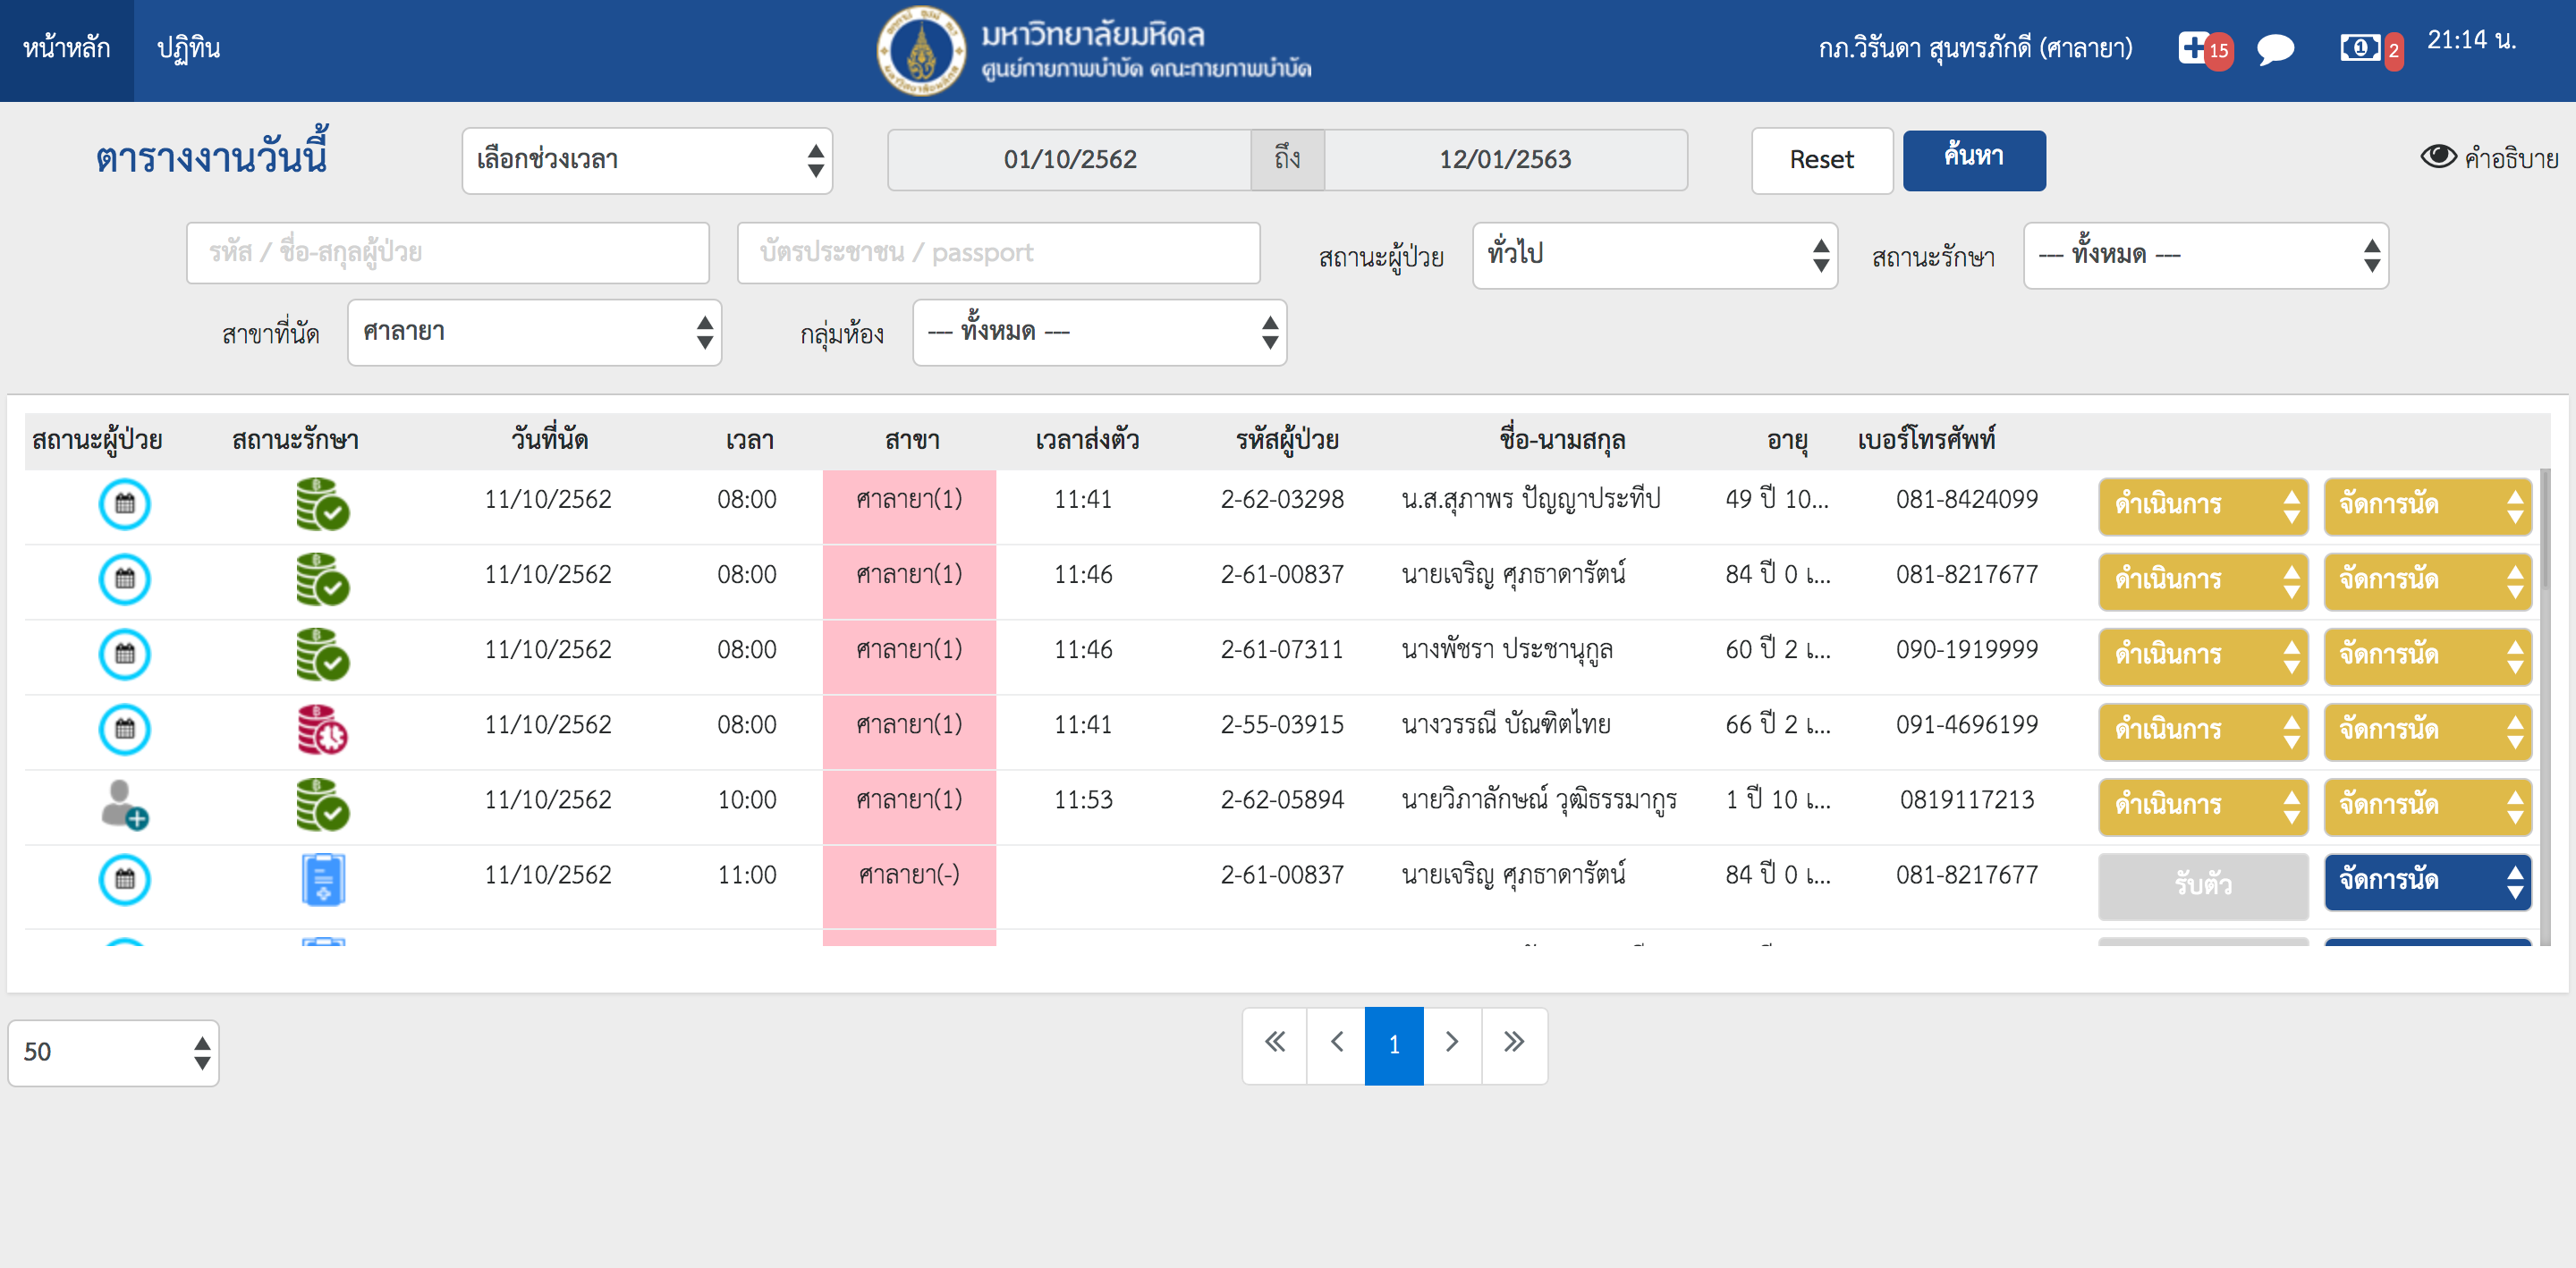 หน้าหลัก ปฏิทิน
มหาวิทยาลัยมหิดล
ศูนย์กายภาพบำบัด คณะกายภาพบำบัด
กภ.วิรันดา สุนทรภักดี (ศาลายา) 15 1 2 21:14 น.
ตารางงานวันนี้ เลือกช่วงเวลา 01/10/2562 ถึง 12/01/2563 Reset ค้นหา คำอธิบาย
รหัส / ชื่อ-สกุลผู้ป่วย บัตรประชาชน / passport สถานะผู้ป่วย ทั่วไป สถานะรักษา --- ทั้งหมด ---
สาขาที่นัด ศาลายา กลุ่มห้อง --- ทั้งหมด ---
สถานะผู้ป่วย สถานะรักษา วันที่นัด เวลา สาขา เวลาส่งตัว รหัสผู้ป่วย ชื่อ-นามสกุล อายุ เบอร์โทรศัพท์
11/10/2562 08:00 ศาลายา(1) 11:41 2-62-03298 น.ส.สุภาพร ปัญญาประทีป 49 ปี 10... 081-8424099 ดำเนินการ จัดการนัด
11/10/2562 08:00 ศาลายา(1) 11:46 2-61-00837 นายเจริญ ศุภธาดารัตน์ 84 ปี 0 เ... 081-8217677 ดำเนินการ จัดการนัด
11/10/2562 08:00 ศาลายา(1) 11:46 2-61-07311 นางพัชรา ประชานุกูล 60 ปี 2 เ... 090-1919999 ดำเนินการ จัดการนัด
11/10/2562 08:00 ศาลายา(1) 11:41 2-55-03915 นางวรรณี บัณฑิตไทย 66 ปี 2 เ... 091-4696199 ดำเนินการ จัดการนัด
11/10/2562 10:00 ศาลายา(1) 11:53 2-62-05894 นายวิภาลักษณ์ วุฒิธรรมากูร 1 ปี 10 เ... 0819117213 ดำเนินการ จัดการนัด
11/10/2562 11:00 ศาลายา(-) 2-61-00837 นายเจริญ ศุภธาดารัตน์ 84 ปี 0 เ... 081-8217677 รับตัว จัดการนัด
50 « ‹ 1 › »